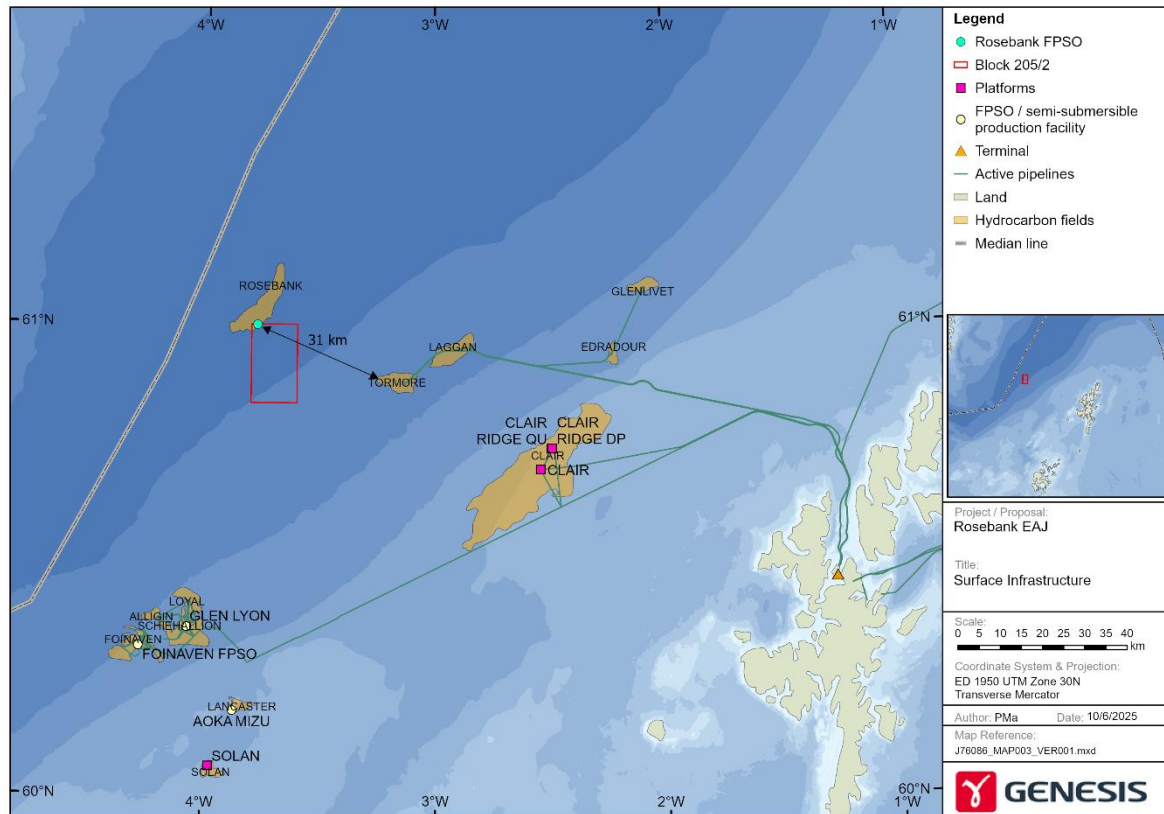 4°W
3°W
2°W
1°W
ROSEBANK
GLENLIVET
61°N
61°N
31 km
LAGGAN
EDRADOUR
TORMORE
CLAIR
CLAIR
RIDGE QU
RIDGE DP
CLAIR
CLAIR
LOYAL
ALLIGIN
GLEN LYON
SCHIEHALLION
FOINAVEN
FOINAVEN FPSO
LANCASTER
AOKA MIZU
SOLAN
SOLAN
60°N
60°N
4°W
3°W
2°W
1°W
Legend
Rosebank FPSO
Block 205/2
Platforms
FPSO / semi-submersible
production facility
Terminal
Active pipelines
Land
Hydrocarbon fields
Median line
Project / Proposal:
Rosebank EAJ
Title:
Surface Infrastructure
Scale:
0 5 10 15 20 25 30 35 40
km
Coordinate System & Projection:
ED 1950 UTM Zone 30N
Transverse Mercator
Author: PMa Date: 10/6/2025
Map Reference:
J76086_MAP003_VER001.mxd
GENESIS